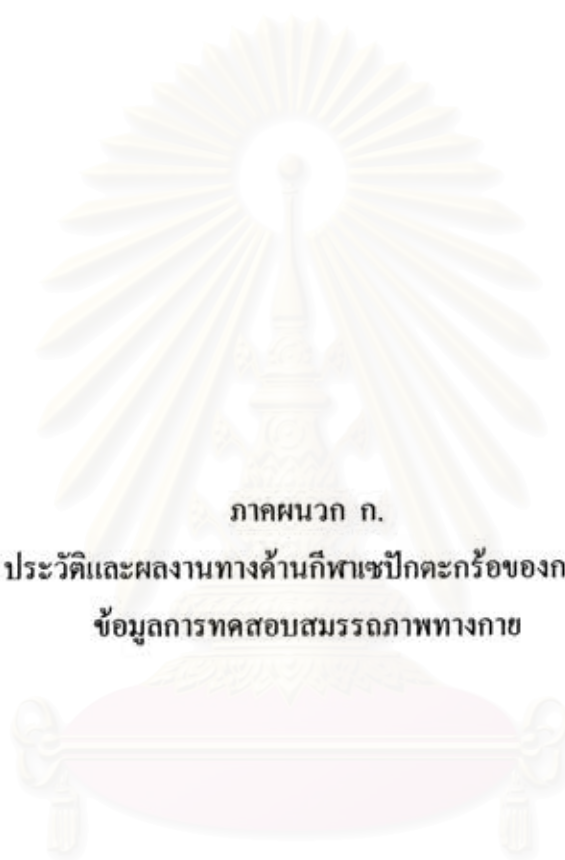 ภาคผนวก ก.
ประวัติและผลงานทางด้านกีฬาเซปักตะกร้อของก
ข้อมูลการทดสอบสมรรถภาพทางกาย